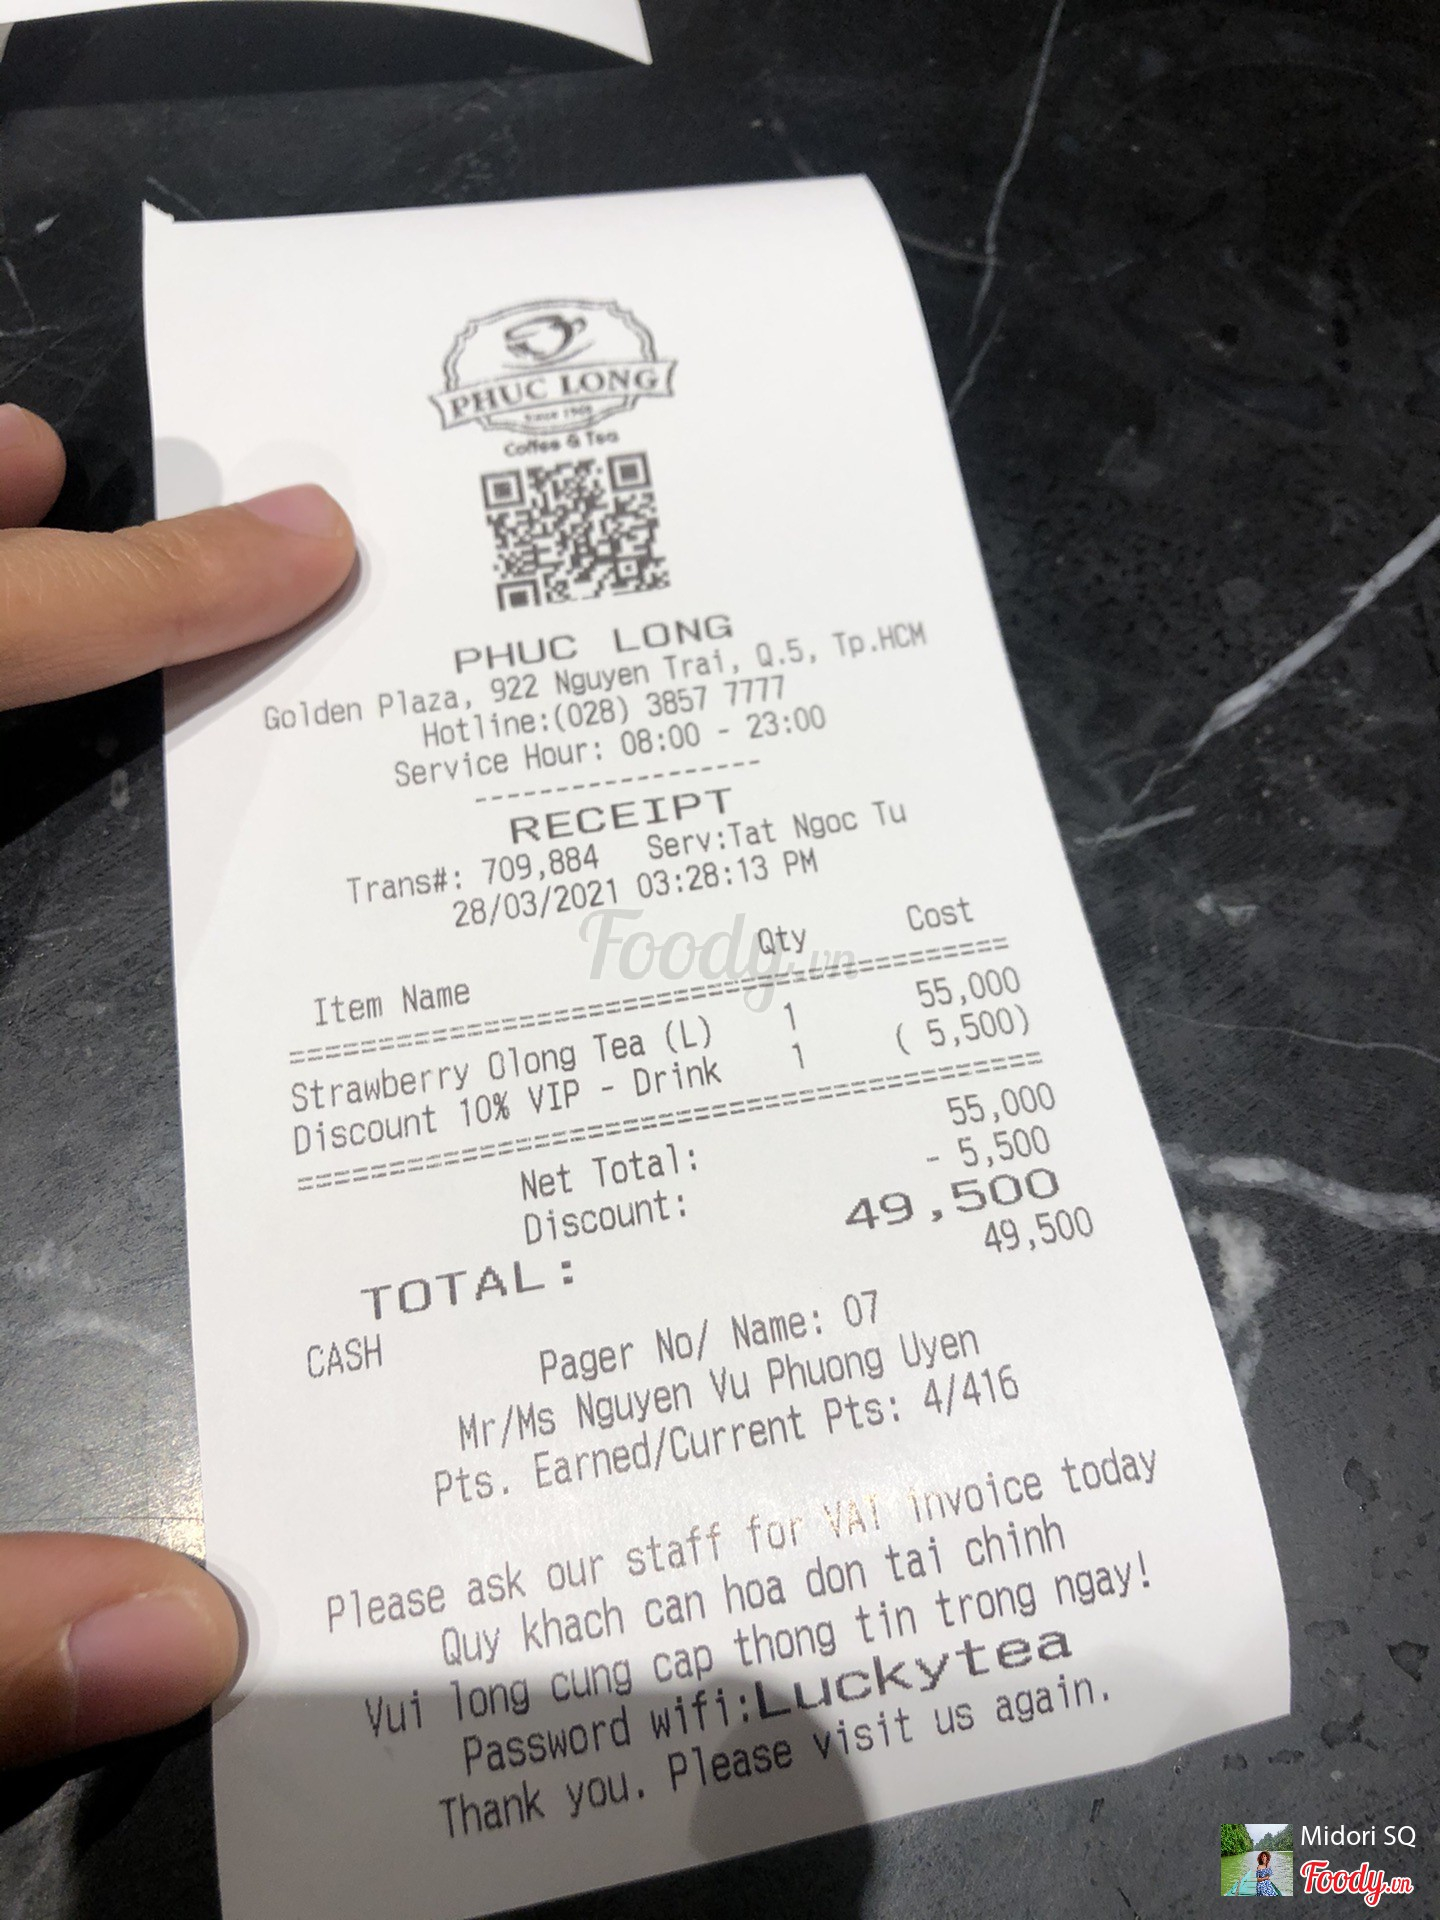 PHUC LONG
Since 1968
Coffee & Tea
PHUC LONG
Golden Plaza, 922 Nguyen Trai, Q.5, Tp.HCM
Hotline:(028) 3857 7777
Service Hour: 08:00 - 23:00
------------------
RECEIPT
Trans#: 709,884 Serv:Tat Ngoc Tu
28/03/2021 03:28:13 PM
Item Name Qty Cost
Strawberry Olong Tea (L) 1 55,000
Discount 10% VIP - Drink 1 ( 5,500)
Net Total: 55,000
Discount: - 5,500
TOTAL: 49,500
CASH 49,500
Pager No/ Name: 07
Mr/Ms Nguyen Vu Phuong Uyen
Pts. Earned/Current Pts: 4/416
Please ask our staff for VAT invoice today
Quy khach can hoa don tai chinh
Vui long cung cap thong tin trong ngay!
Password wifi:Luckytea
Thank you. Please visit us again.
Foody.vn
Midori SQ
Foody.vn